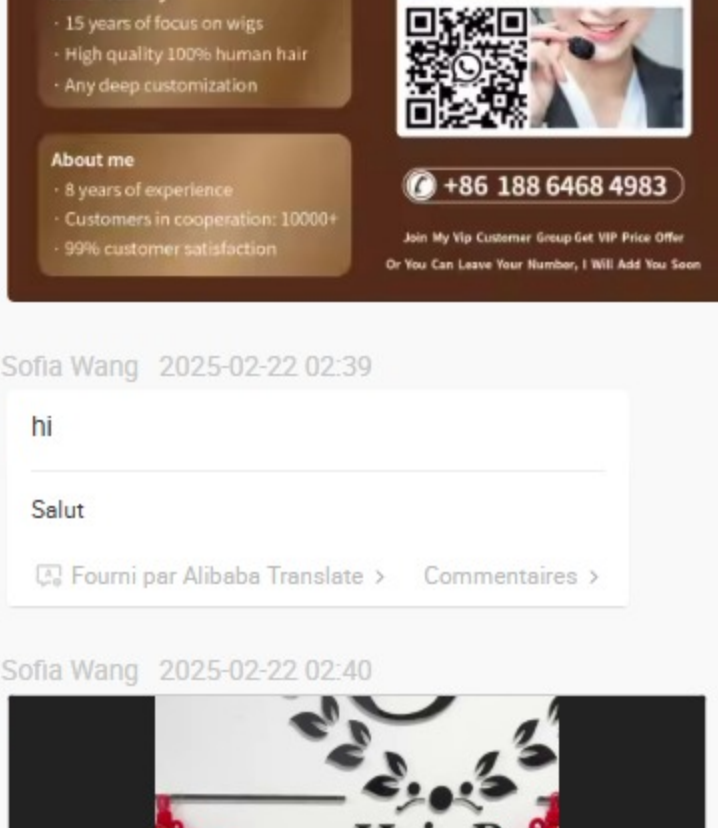 · 15 years of focus on wigs
· High quality 100% human hair
· Any deep customization
About me
· 8 years of experience
· Customers in cooperation: 10000+
· 99% customer satisfaction
+86 188 6468 4983
Join My Vip Customer Group Get VIP Price Offer
Or You Can Leave Your Number, I Will Add You Soon
Sofia Wang 2025-02-22 02:39
hi
Salut
Fourni par Alibaba Translate > Commentaires >
Sofia Wang 2025-02-22 02:40